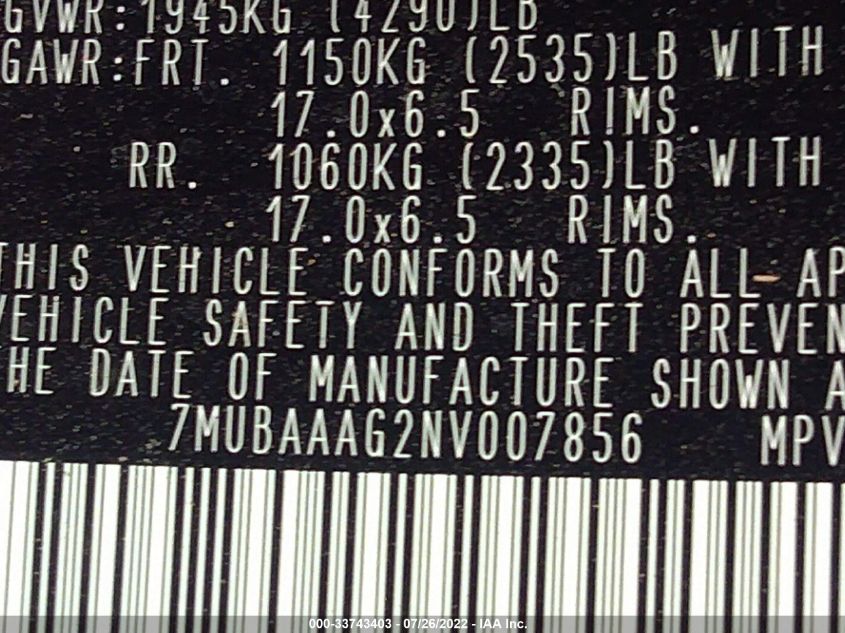 GVWR:1945KG (4290)LB
GAWR:FRT. 1150KG (2535)LB WITH
17.0x6.5 RIMS.
RR. 1060KG (2335)LB WITH
17.0x6.5 RIMS.
THIS VEHICLE CONFORMS TO ALL AP
VEHICLE SAFETY AND THEFT PREVEN
THE DATE OF MANUFACTURE SHOWN A
7MUBAAAG2NV007856 MPV
000-33743403 - 07/26/2022 - IAA Inc.